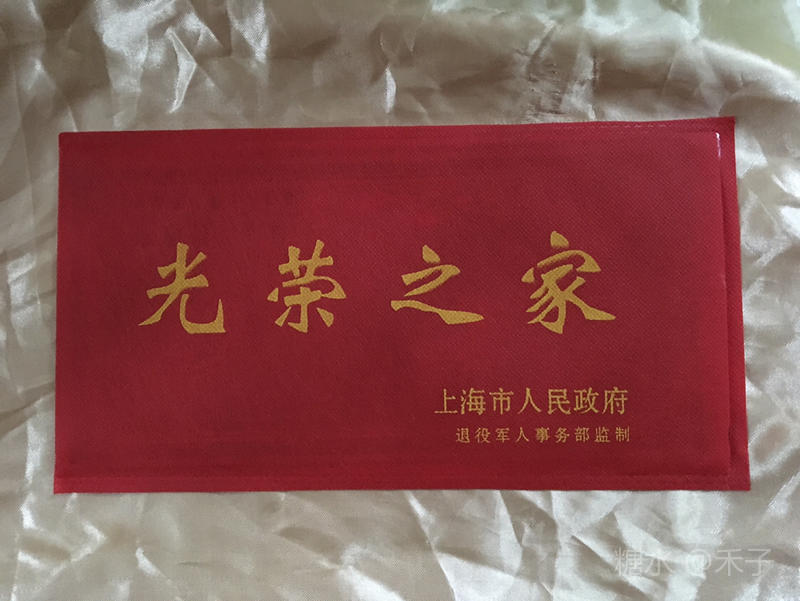 光荣之家
上海市人民政府
退役军人事务部监制
糖水 @禾子